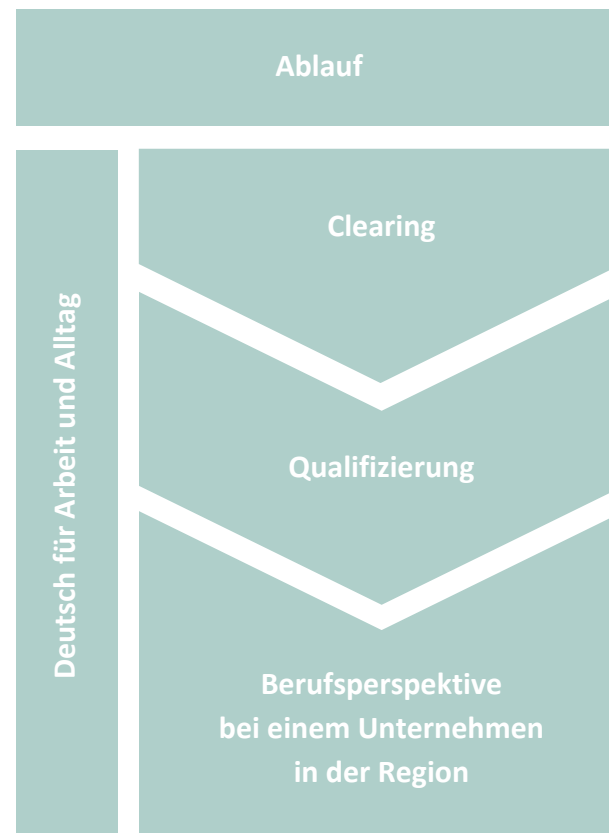 Ablauf
Deutsch für Arbeit und Alltag
Clearing
Qualifizierung
Berufsperspektive
bei einem Unternehmen
in der Region